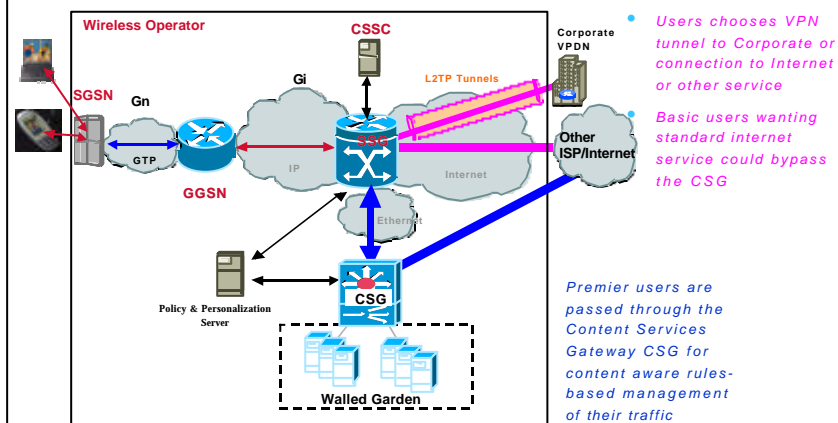 Wireless Operator
CSSC
Corporate
VPDN
SGSN
Gn
Gi
L2TP Tunnels
GTP
GGSN
IP
SSG
Internet
Other
ISP/Internet
Ethernet
Policy & Personalization
Server
CSG
Walled Garden
Users chooses VPN
tunnel to Corporate or
connection to Internet
or other service
Basic users wanting
standard internet
service could bypass
the CSG
Premier users are
passed through the
Content Services
Gateway CSG for
content aware rules-
based management
of their traffic